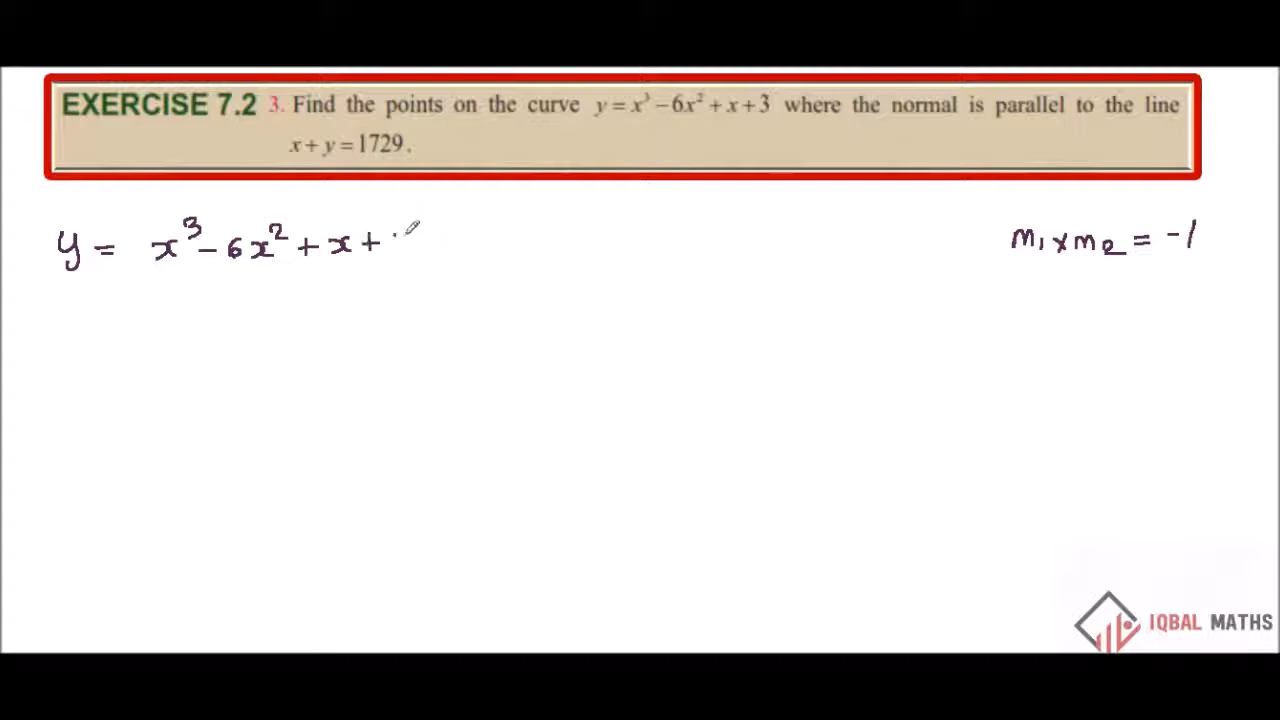 EXERCISE 7.2 3. Find the points on the curve y = x³ − 6x² + x + 3 where the normal is parallel to the line
x + y = 1729.
y = x³ − 6x² + x +
m₁ × m₂ = −1
IQBAL MATHS